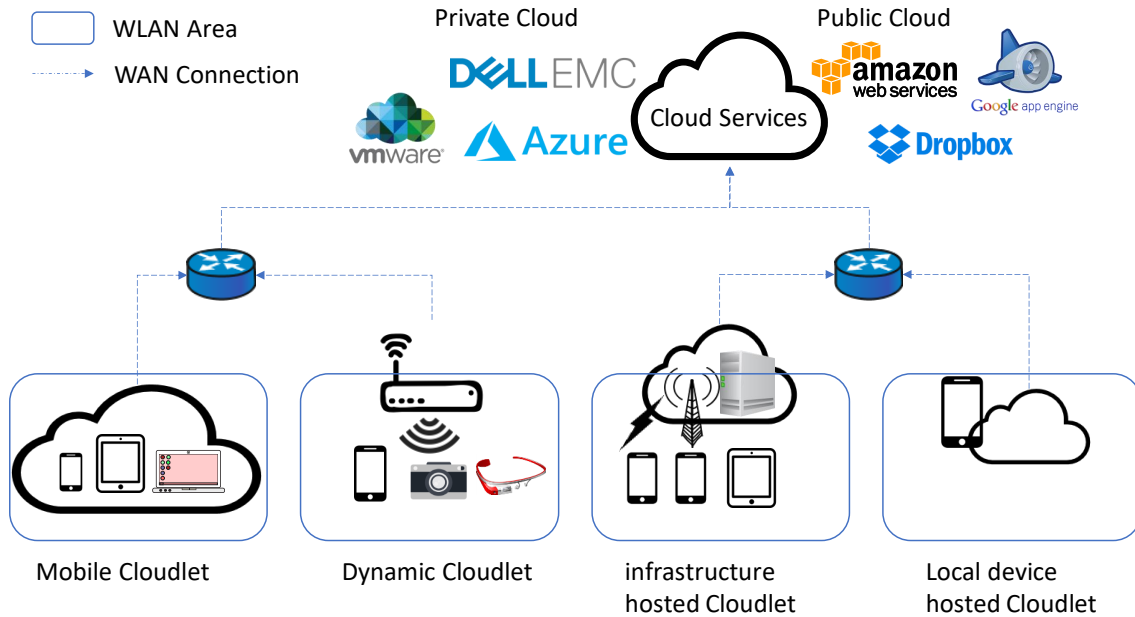 WLAN Area
WAN Connection
Private Cloud
Public Cloud
DELLEMC
vmware®
Azure
Cloud Services
amazon
web services
Google app engine
Dropbox
Mobile Cloudlet
Dynamic Cloudlet
infrastructure
hosted Cloudlet
Local device
hosted Cloudlet